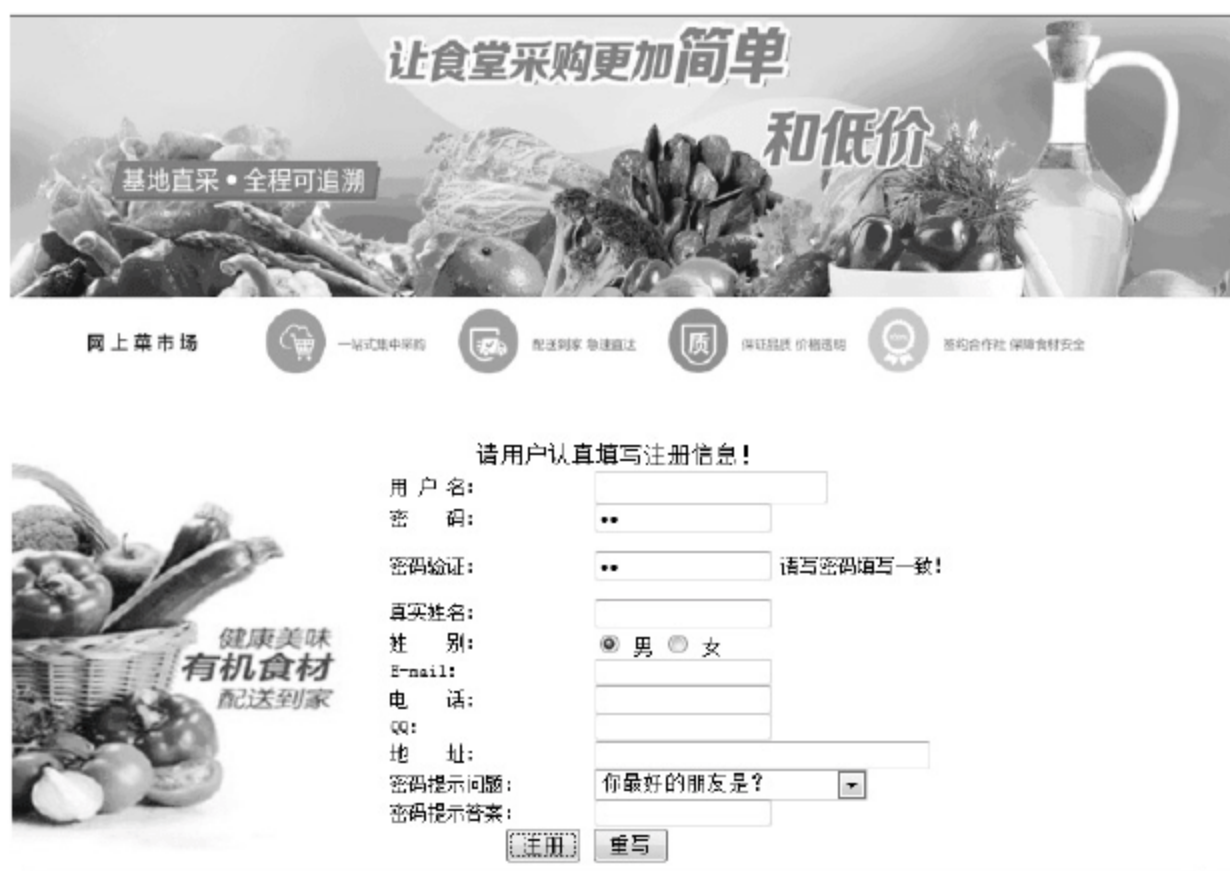 让食堂采购更加简单
和低价
基地直采●全程可追溯
网上菜市场
一站式集中采购
配送到家 急速直达
质
保证品质 价格透明
签约合作社 保障食材安全
请用户认真填写注册信息!
用 户 名:
密 码:
密码验证: 请写密码填写一致!
真实姓名:
姓 别: 男 女
E-mail:
电 话:
QQ:
地 址:
密码提示问题: 你最好的朋友是?
密码提示答案:
注册 重写
健康美味
有机食材
配送到家